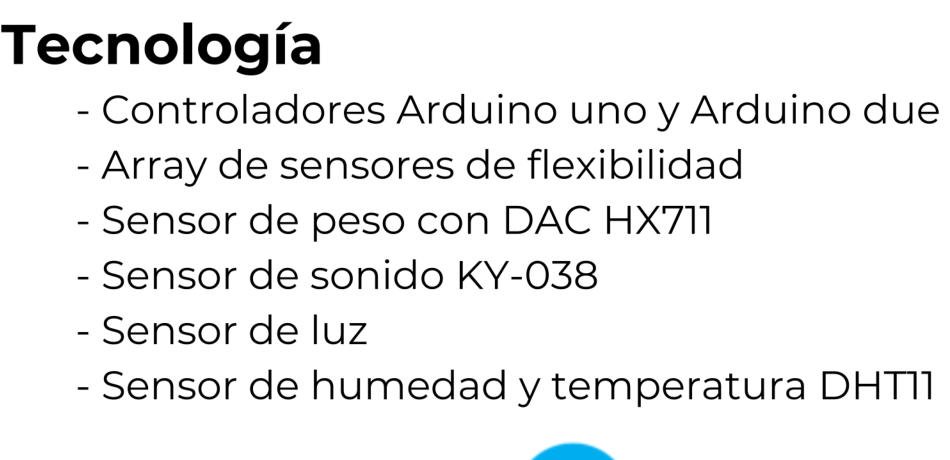 Tecnología
- Controladores Arduino uno y Arduino due
- Array de sensores de flexibilidad
- Sensor de peso con DAC HX711
- Sensor de sonido KY-038
- Sensor de luz
- Sensor de humedad y temperatura DHT11